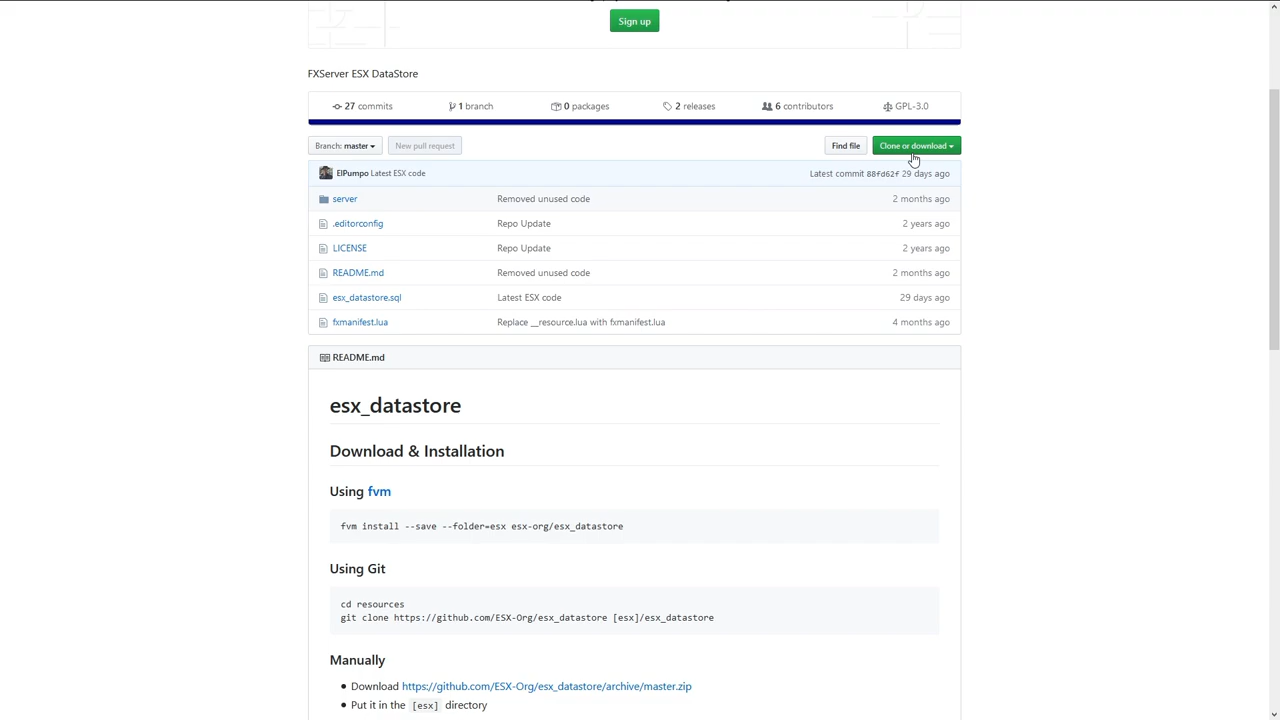 Sign up
FXServer ESX DataStore
27 commits 1 branch 0 packages 2 releases 6 contributors GPL-3.0
Branch: master New pull request Find file Clone or download
ElPumpo Latest ESX code Latest commit 88fd62f 29 days ago
server Removed unused code 2 months ago
.editorconfig Repo Update 2 years ago
LICENSE Repo Update 2 years ago
README.md Removed unused code 2 months ago
esx_datastore.sql Latest ESX code 29 days ago
fxmanifest.lua Replace __resource.lua with fxmanifest.lua 4 months ago
README.md
esx_datastore
Download & Installation
Using fvm
fvm install --save --folder=esx esx-org/esx_datastore
Using Git
cd resources
git clone https://github.com/ESX-Org/esx_datastore [esx]/esx_datastore
Manually
Download https://github.com/ESX-Org/esx_datastore/archive/master.zip
Put it in the [esx] directory